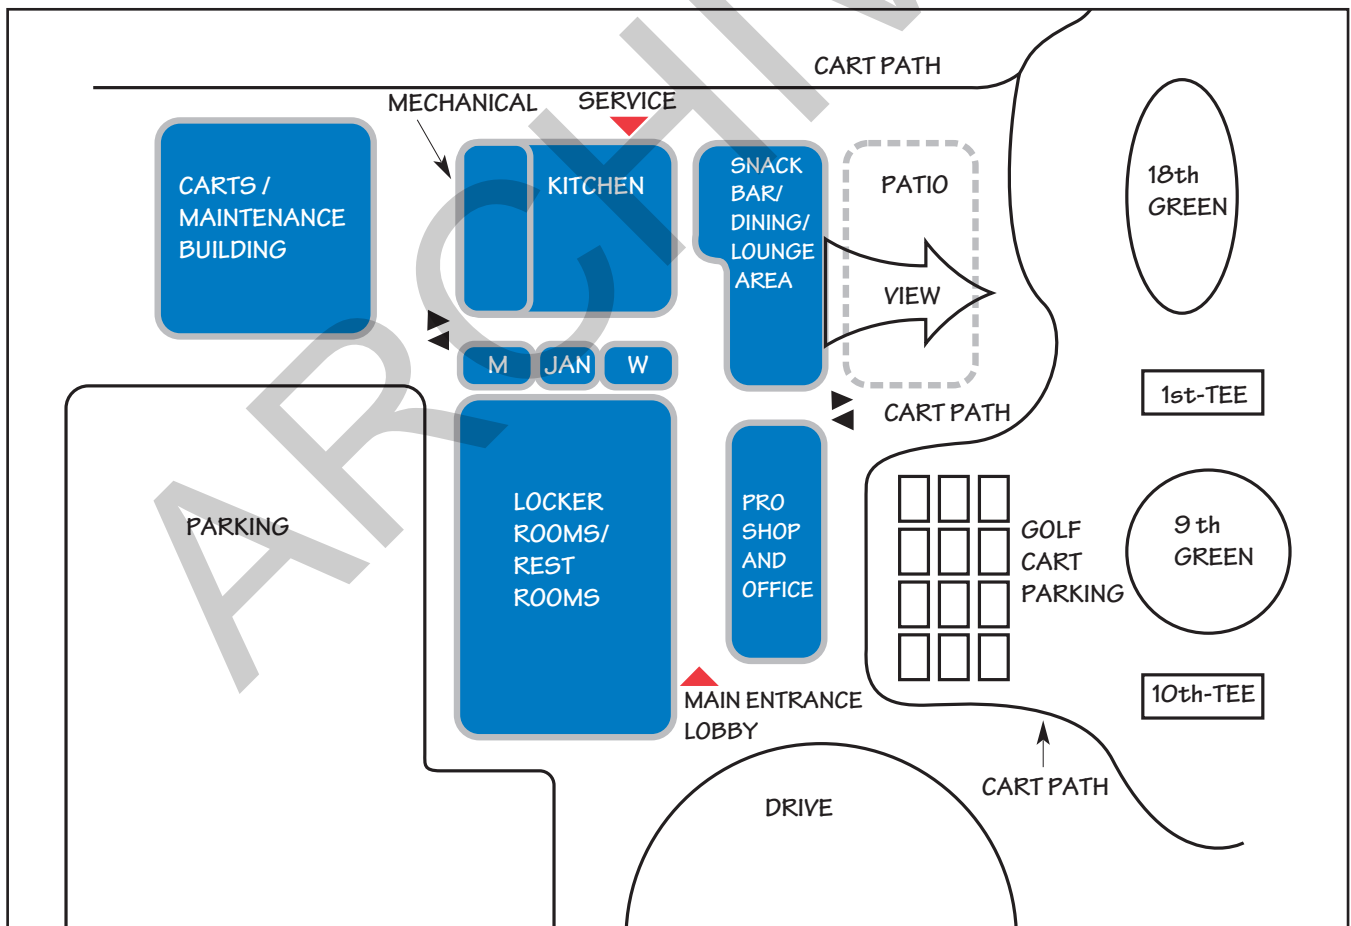 CART PATH
MECHANICAL
SERVICE
CARTS /
MAINTENANCE
BUILDING
KITCHEN
SNACK
BAR/
DINING/
LOUNGE
AREA
PATIO
VIEW
18th
GREEN
M
JAN
W
1st-TEE
CART PATH
PARKING
LOCKER
ROOMS/
REST
ROOMS
PRO
SHOP
AND
OFFICE
GOLF
CART
PARKING
9 th
GREEN
10th-TEE
MAIN ENTRANCE
LOBBY
CART PATH
DRIVE